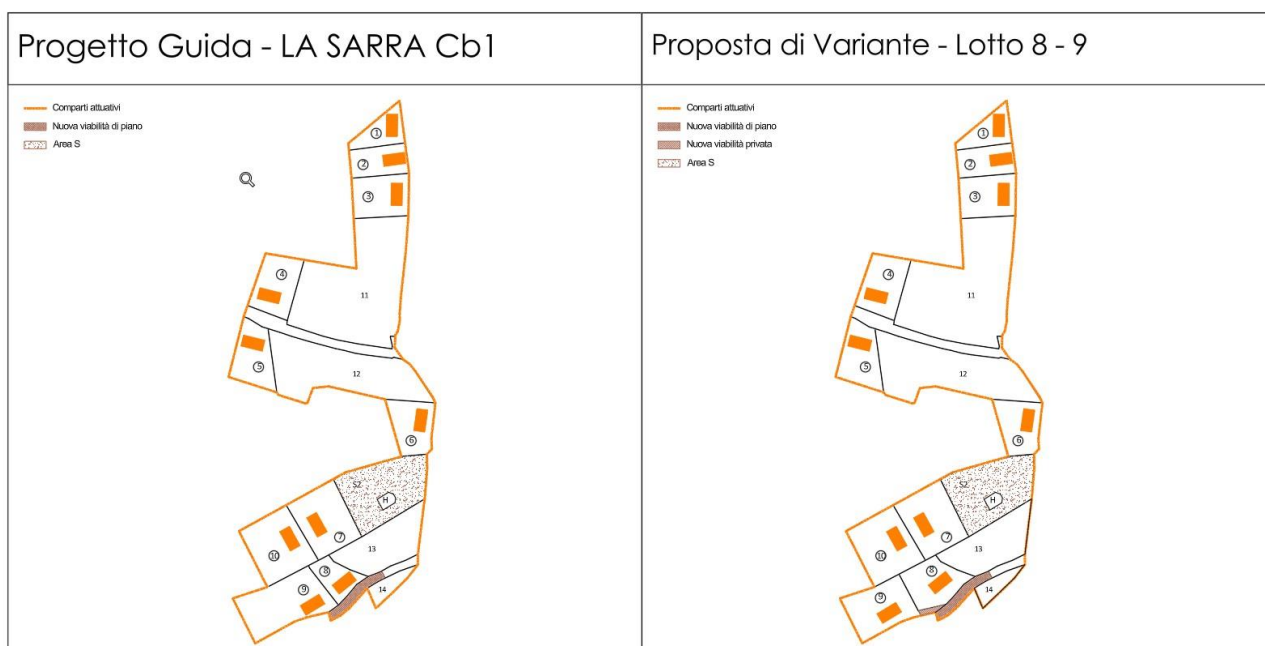 Progetto Guida - LA SARRA Cb1
Comparti attuativi
Nuova viabilità di piano
Area S
1
2
3
4
11
5
12
6
S2
H
7
10
13
8
9
14
Proposta di Variante - Lotto 8 - 9
Comparti attuativi
Nuova viabilità di piano
Nuova viabilità privata
Area S
1
2
3
4
11
5
12
6
S2
H
7
10
13
8
9
14